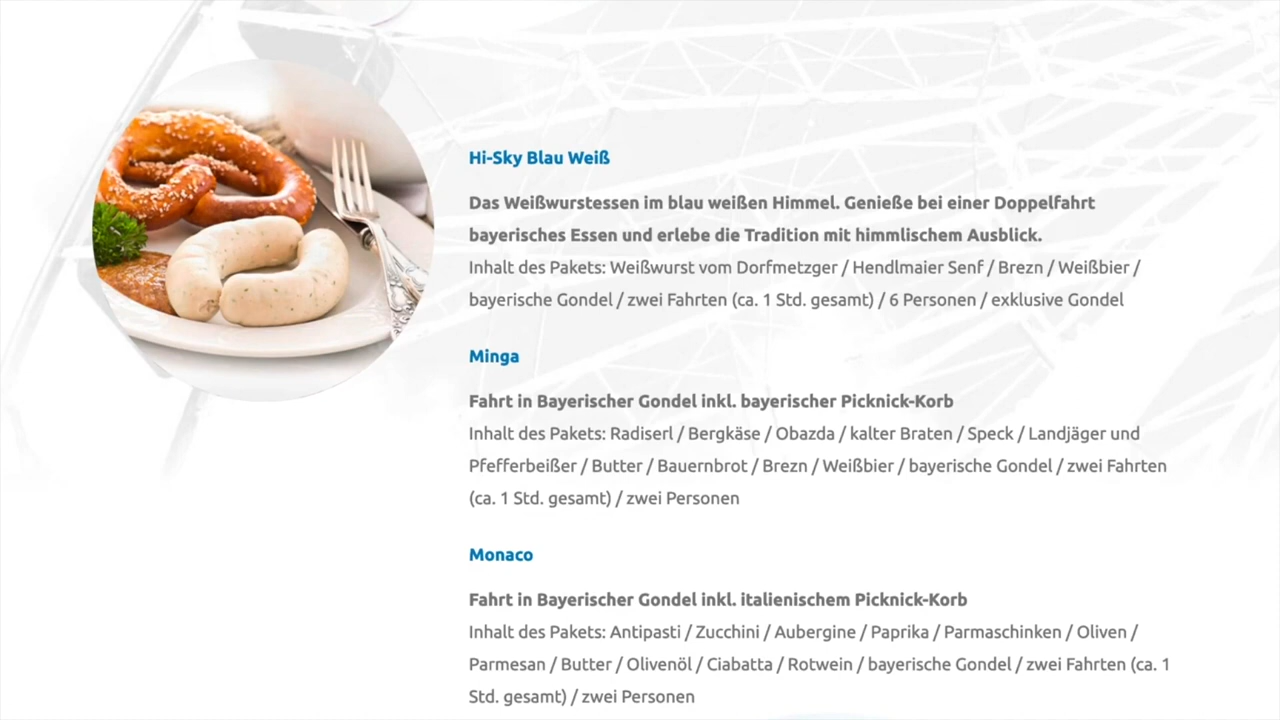 Hi-Sky Blau Weiß
Das Weißwurstessen im blau weißen Himmel. Genieße bei einer Doppelfahrt
bayerisches Essen und erlebe die Tradition mit himmlischem Ausblick.
Inhalt des Pakets: Weißwurst vom Dorfmetzger / Hendlmaier Senf / Brezn / Weißbier /
bayerische Gondel / zwei Fahrten (ca. 1 Std. gesamt) / 6 Personen / exklusive Gondel
Minga
Fahrt in Bayerischer Gondel inkl. bayerischer Picknick-Korb
Inhalt des Pakets: Radiserl / Bergkäse / Obazda / kalter Braten / Speck / Landjäger und
Pfefferbeißer / Butter / Bauernbrot / Brezn / Weißbier / bayerische Gondel / zwei Fahrten
(ca. 1 Std. gesamt) / zwei Personen
Monaco
Fahrt in Bayerischer Gondel inkl. italienischem Picknick-Korb
Inhalt des Pakets: Antipasti / Zucchini / Aubergine / Paprika / Parmaschinken / Oliven /
Parmesan / Butter / Olivenöl / Ciabatta / Rotwein / bayerische Gondel / zwei Fahrten (ca. 1
Std. gesamt) / zwei Personen